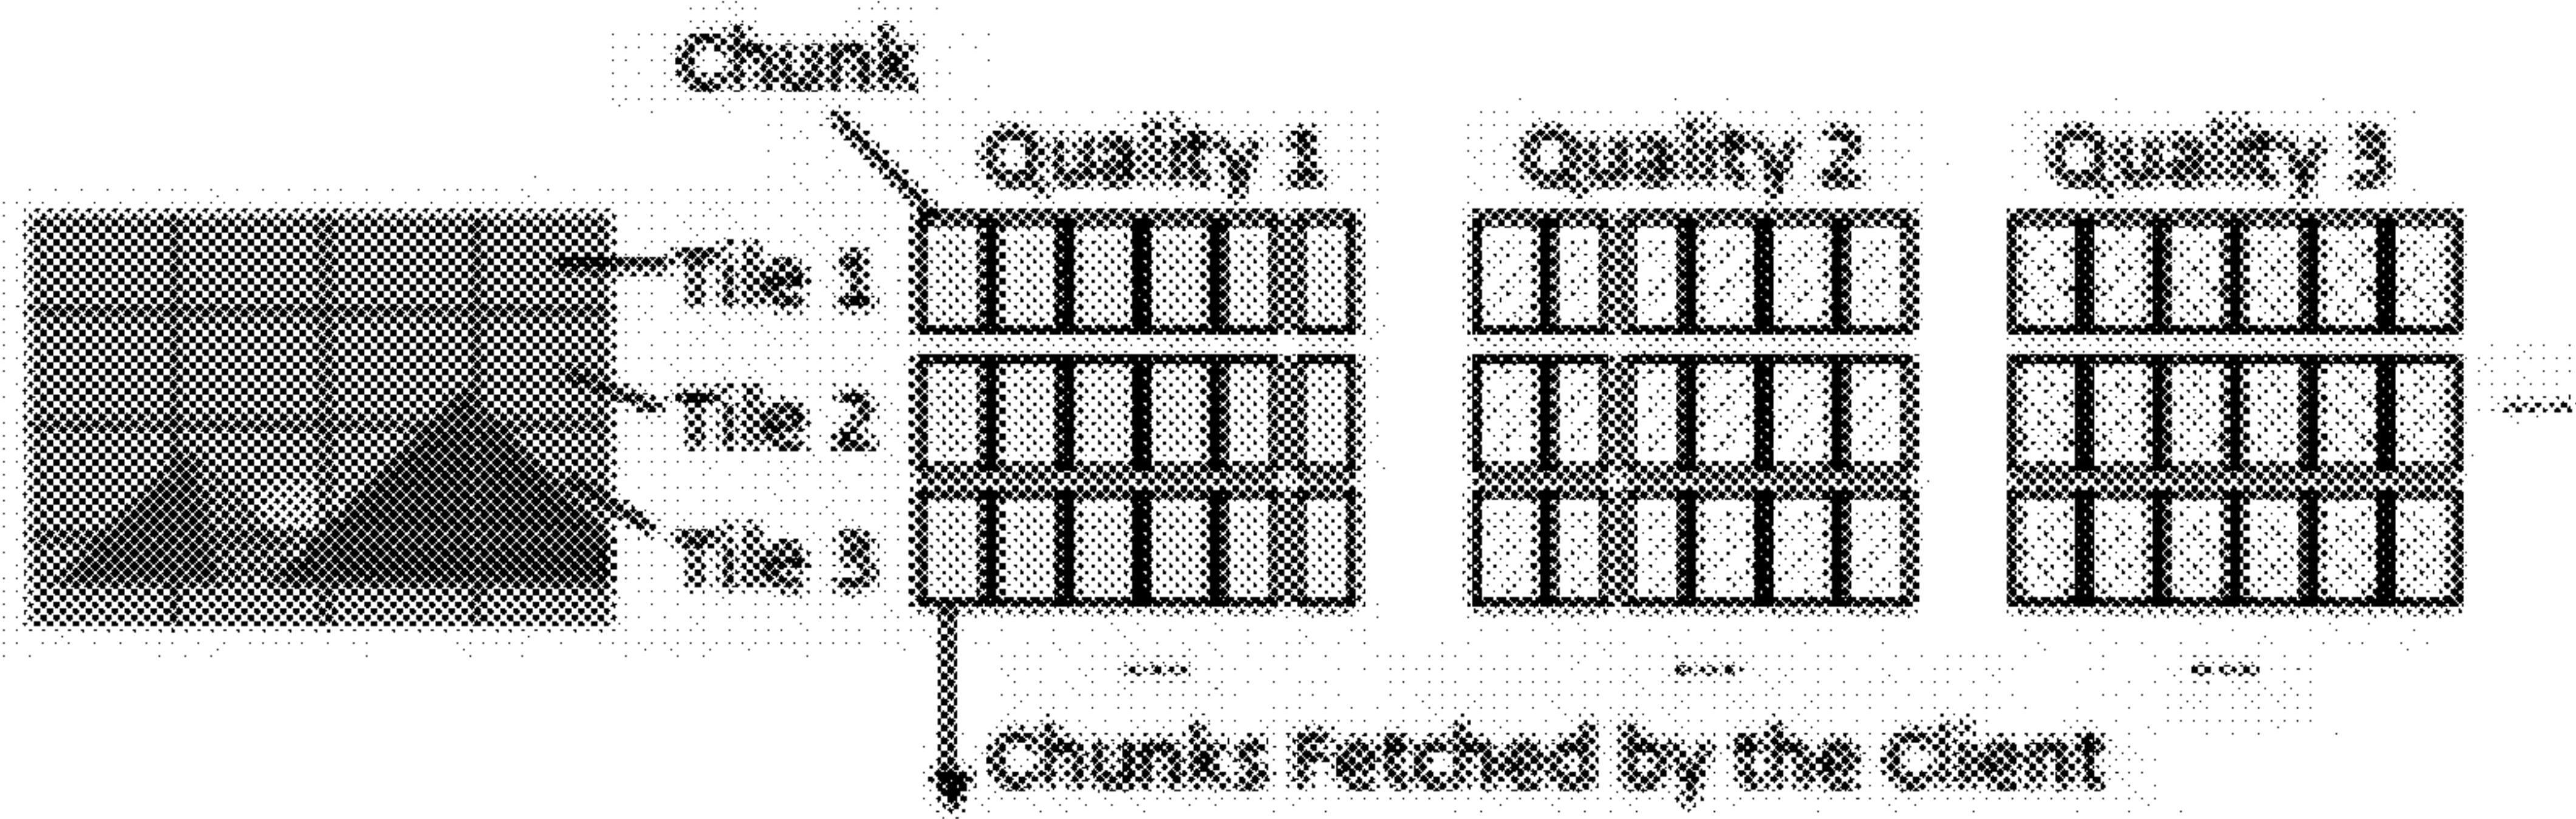 Chunk
Quality 1
Quality 2
Quality 3
Tile 1
Tile 2
Tile 3
Chunks Fetched by the Client